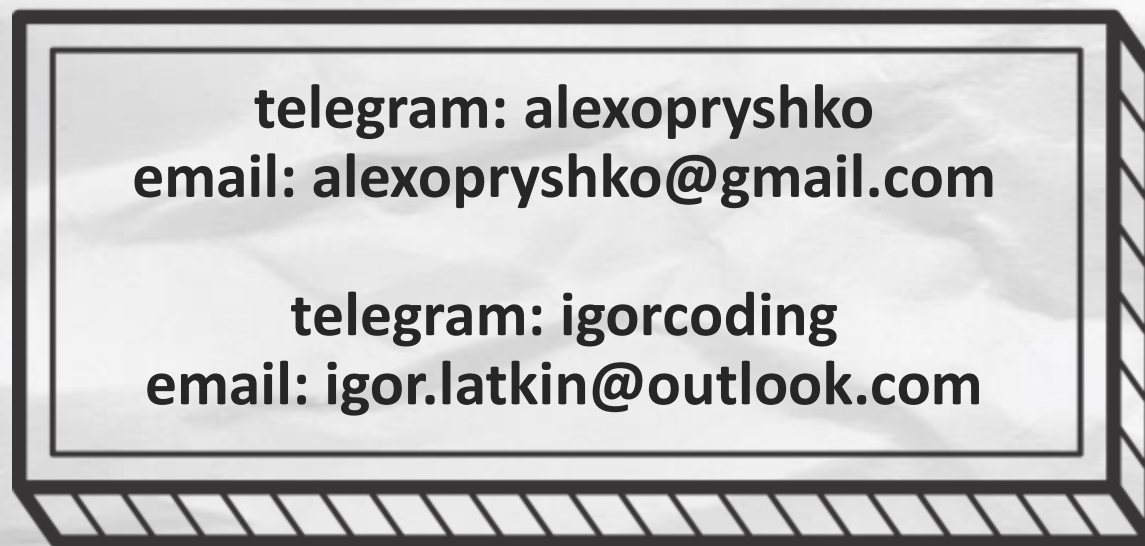 telegram: alexopryshko
email: alexopryshko@gmail.com
telegram: igorcoding
email: igor.latkin@outlook.com